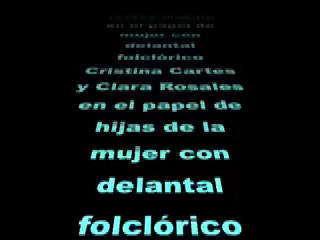 en el papel de
mujer con
delantal
folclórico
Cristina Cartes
y Clara Rosales
en el papel de
hijas de la
mujer con
delantal
folclórico